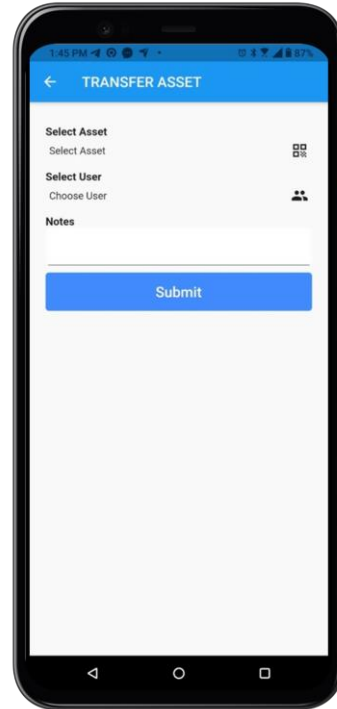 1:45 PM
87%
TRANSFER ASSET
Select Asset
Select Asset
Select User
Choose User
Notes
Submit